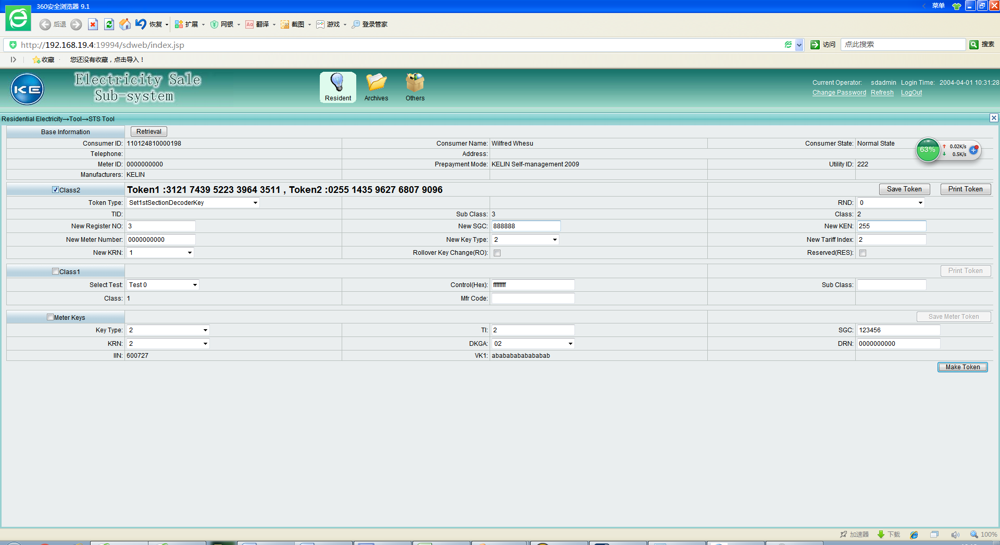 360安全浏览器 9.1
菜单
后退 恢复 扩展 网银 翻译 截图 游戏 登录管家
http://192.168.19.4:19994/sdweb/index.jsp
访问 点此搜索 搜索
收藏 您还没有收藏，点击导入！
KE
Electricity Sale
Sub-system
Resident Archives Others
Current Operator: sdadmin Login Time: 2004-04-01 10:31:28
Change Password Refresh LogOut
Residential Electricity→Tool→STS Tool
Base Information Retrieval
Consumer ID: 110124810000198 Consumer Name: Wilfred Whesu Consumer State: Normal State
63% 0.02K/s
0.5K/s
Telephone: Address:
Meter ID: 0000000000 Prepayment Mode: KELIN Self-management 2009 Utility ID: 222
Manufacturers: KELIN
Class2 Token1 :3121 7439 5223 3964 3511 , Token2 :0255 1435 9627 6807 9096 Save Token Print Token
Token Type: Set1stSectionDecoderKey RND: 0
TID: Sub Class: 3 Class: 2
New Register NO: 3 New SGC: 888888 New KEN: 255
New Meter Number: 0000000000 New Key Type: 2 New Tariff Index: 2
New KRN: 1 Rollover Key Change(RO): Reserved(RES):
Class1 Print Token
Select Test: Test 0 Control(Hex): ffffffff Sub Class:
Class: 1 Mfr Code:
Meter Keys Save Meter Token
Key Type: 2 TI: 2 SGC: 123456
KRN: 2 DKGA: 02 DRN: 0000000000
IIN: 600727 VK1: abababababababab
Make Token
加速器 下载 100%